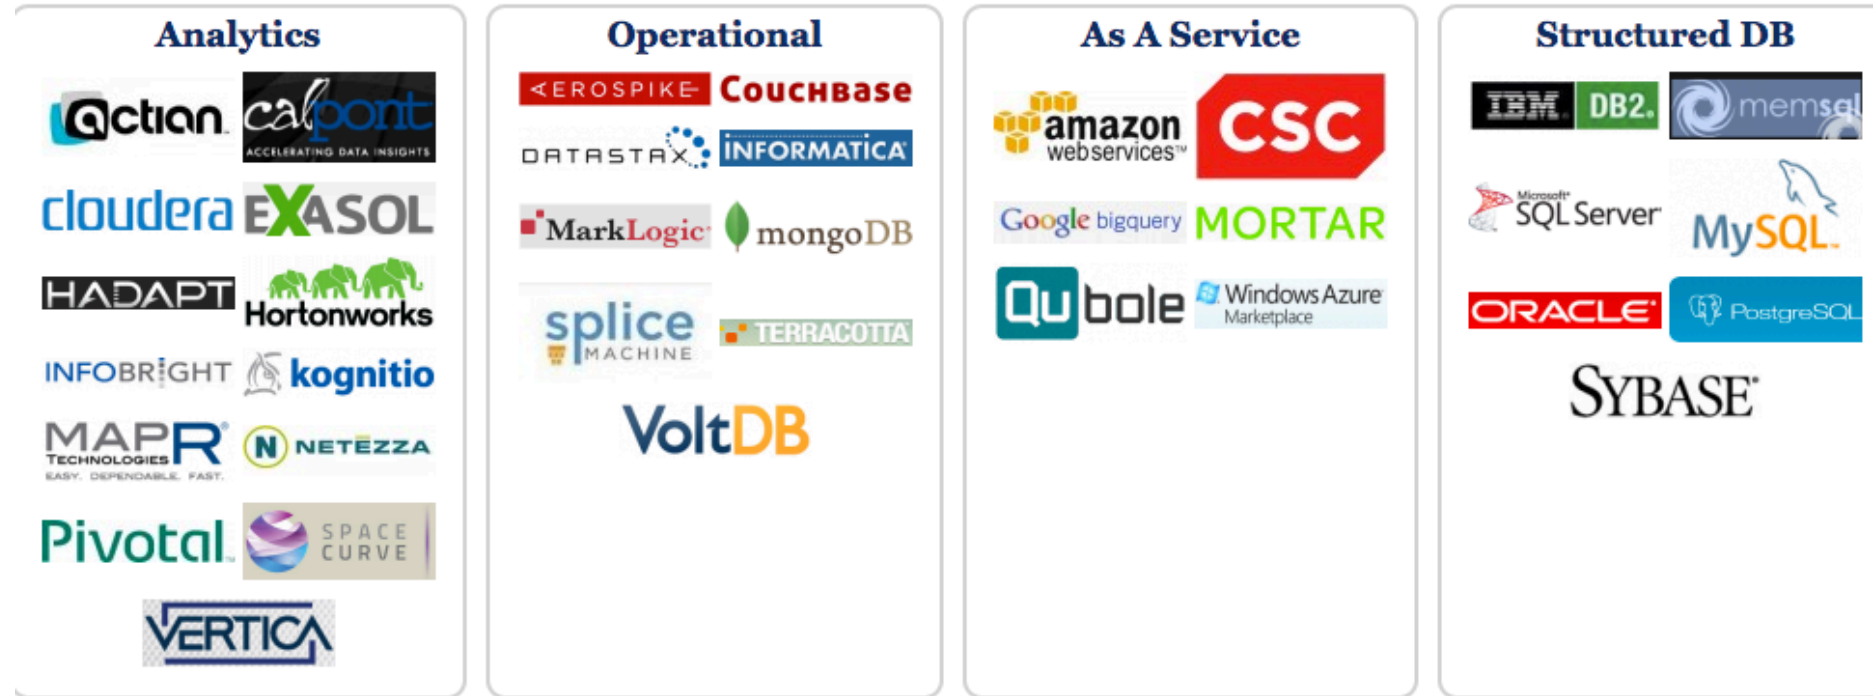 Analytics
actian
calpont
ACCELERATING DATA INSIGHTS
cloudera
EXASOL
HADAPT
Hortonworks
INFOBRIGHT
kognitio
MAPR
TECHNOLOGIES
EASY. DEPENDABLE. FAST.
N NETEZZA
Pivotal
SPACE
CURVE
VERTICA
Operational
AEROSPIKE
COUCHBASE
DATASTAX
INFORMATICA
MarkLogic
mongoDB
splice
MACHINE
TERRACOTTA
VoltDB
As A Service
amazon
webservices™
CSC
Google bigquery
MORTAR
Qubole
Windows Azure
Marketplace
Structured DB
IBM. DB2.
memsql
Microsoft®
SQL Server®
MySQL™
ORACLE®
PostgreSQL
SYBASE®